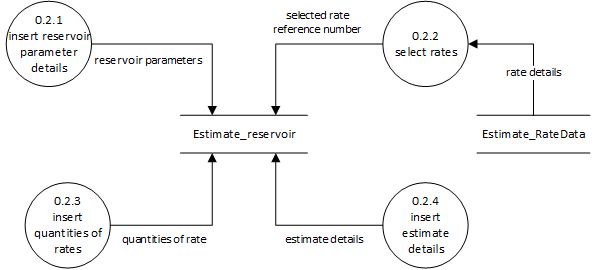 0.2.1
insert reservoir
parameter
details
reservoir parameters
selected rate
reference number
0.2.2
select rates
rate details
Estimate_reservoir
Estimate_RateData
0.2.3
insert
quantities of
rates
quantities of rate
estimate details
0.2.4
insert
estimate
details